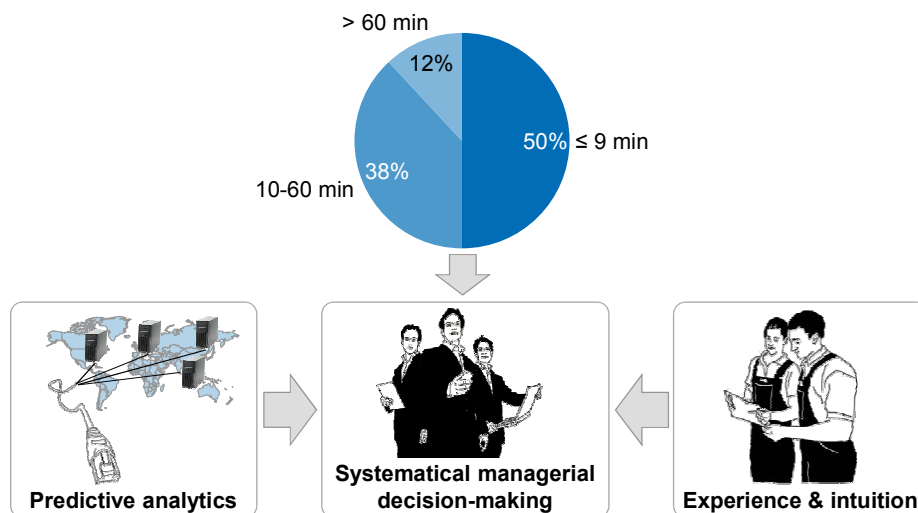 > 60 min
12%
50% ≤ 9 min
38%
10-60 min
Predictive analytics
Systematical managerial
decision-making
Experience & intuition